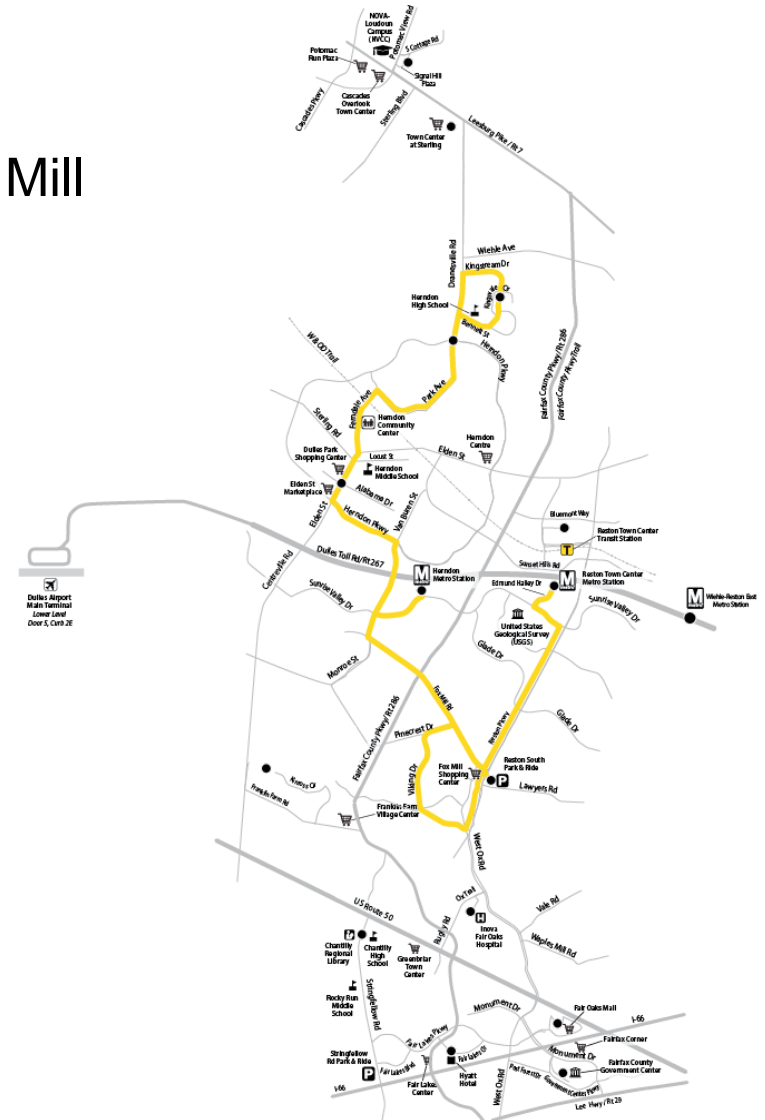 NOVA-
Loudoun
Campus
(NVCC)
Potomac View Rd
S Cottage Rd
Potomac
Run Plaza
Signal Hill
Plaza
Cascades Pkwy
Cascades
Overlook
Town Center
Sterling Blvd
Town Center
at Sterling
Leesburg Pike / Rt 7
Mill
Dranesville Rd
Wiehle Ave
Kingstream Dr
Herndon
High School
Bennett St
W&OD Trail
Herndon Pkwy
Fairfax County Pkwy / Rt 286
Fairfax County Pkwy Trail
Park Ave
Ferndale Ave
Herndon
Community
Center
Sterling Rd
Herndon
Centre
Elden St
Dulles Park
Shopping Center
Locust St
Herndon
Middle School
Elden St
Marketplace
Alabama Dr
Van Buren St
Elden St
Herndon Pkwy
Bluemont Way
Reston Town Center
Transit Station
T
Dulles Toll Rd/Rt 267
Centreville Rd
Sunset Hills Rd
M
Herndon
Metro Station
Edmund Halley Dr
M
Reston Town Center
Metro Station
Dulles Airport
Main Terminal
Lower Level
Door 5, Curb 2E
Sunrise Valley Dr
United States
Geological Survey
(USGS)
Sunrise Valley Dr
M
Wiehle-Reston East
Metro Station
Glade Dr
Monroe St
Fox Mill Rd
Fairfax County Pkwy/ Rt 286
Glade Dr
Reston Pkwy
Pinecrest Dr
Viking Dr
Fox Mill
Shopping
Center
Reston South
Park & Ride
P
Lawyers Rd
Kinross Cir
Franklin Farm Rd
Franklin Farm
Village Center
West Ox Rd
US Route 50
Ox Trail
Vale Rd
Rugby Rd
H
Inova
Fair Oaks
Hospital
Waples Mill Rd
Chantilly
Regional
Library
Chantilly
High
School
Greenbriar
Town
Center
Rocky Run
Middle
School
Stringfellow Rd
Monument Dr
Fair Oaks Mall
I-66
Fair Lakes Pkwy
Fairfax Corner
Stringfellow
Rd Park & Ride
P
Fair Lakes Blvd
Fair Lakes Cir
Monument Dr
Fairfax County
Government Center
Fair Lakes
Center
Hyatt
Hotel
West Ox Rd
Post Forest Dr
Government Center Pkwy
I-66
Lee Hwy / Rt 29